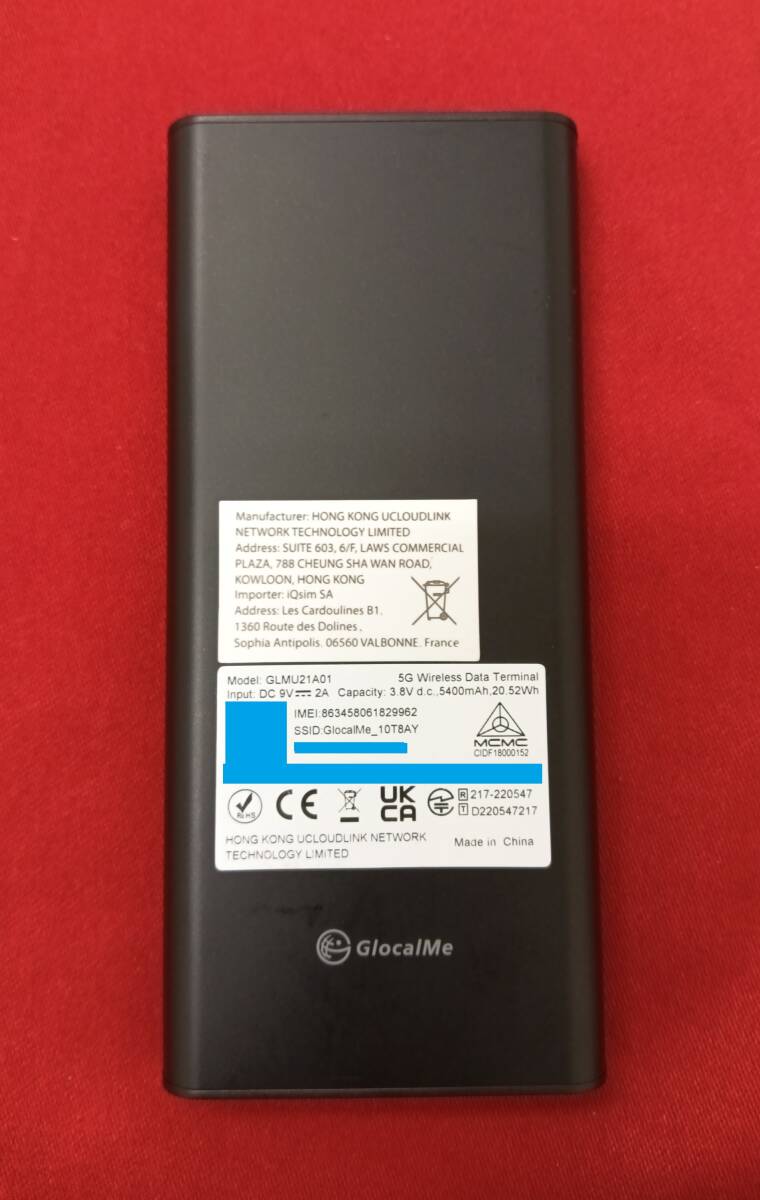 Manufacturer: HONG KONG UCLOUDLINK
NETWORK TECHNOLOGY LIMITED
Address: SUITE 603, 6/F, LAWS COMMERCIAL
PLAZA, 788 CHEUNG SHA WAN ROAD,
KOWLOON, HONG KONG
Importer: iQsim SA
Address: Les Cardoulines B1,
1360 Route des Dolines,
Sophia Antipolis, 06560 VALBONNE, France
Model: GLMU21A01 5G Wireless Data Terminal
Input: DC 9V⎓2A Capacity: 3.8V d.c.,5400mAh,20.52Wh
IMEI:863458061829962
SSID:GlocalMe_10T8AY
MCMC
CIDF18000152
RoHS CE UK CA R 217-220547
T D220547217
HONG KONG UCLOUDLINK NETWORK
TECHNOLOGY LIMITED
Made in China
GlocalMe